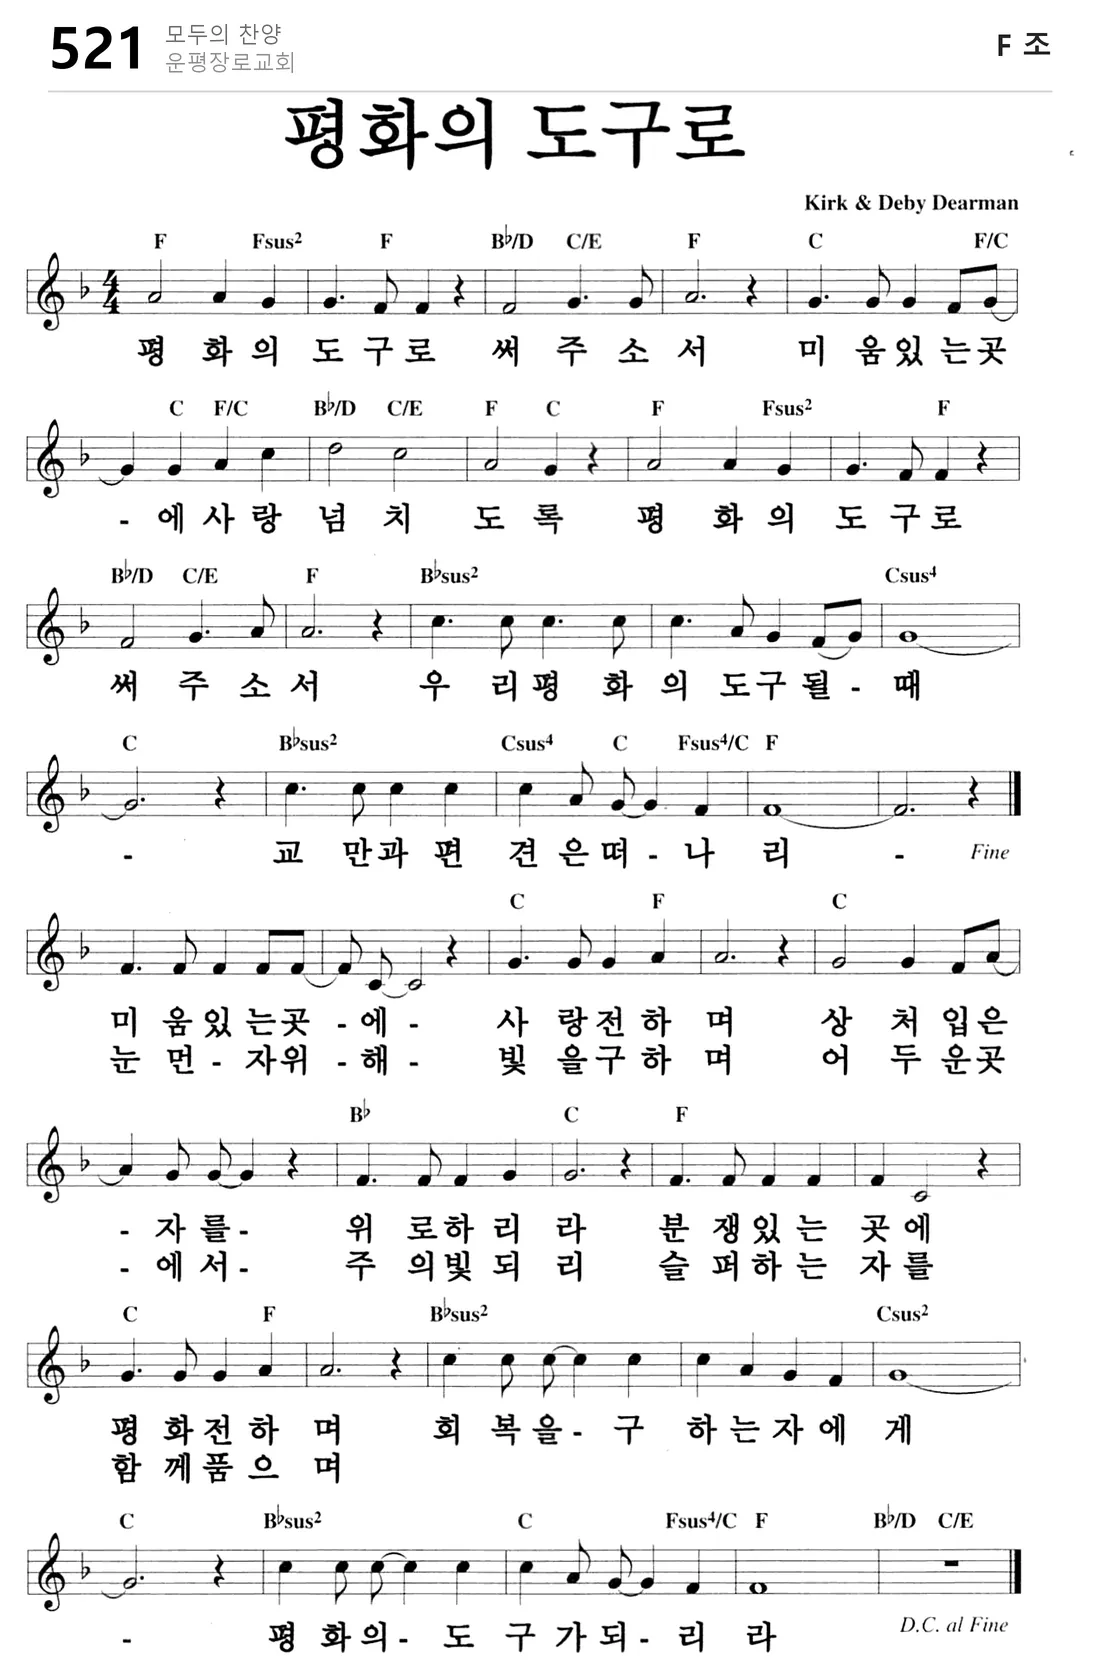 521 모두의 찬양
운평장로교회
F 조
평화의 도구로
Kirk & Deby Dearman
F Fsus2 F B♭/D C/E F C F/C
4/4
평 화 의 도 구 로 써 주 소 서 미 움 있 는 곳
C F/C B♭/D C/E F C F Fsus2 F
- 에 사 랑 넘 치 도 록 평 화 의 도 구 로
B♭/D C/E F B♭sus2 Csus4
써 주 소 서 우 리 평 화 의 도 구 될 - 때
C B♭sus2 Csus4 C Fsus4/C F
- 교 만 과 편 견 은 떠 - 나 리 - Fine
C F C
미 움 있 는 곳 - 에 - 사 랑 전 하 며 상 처 입 은
눈 먼 - 자 위 - 해 - 빛 을 구 하 며 어 두 운 곳
B♭ C F
- 자 를 - 위 로 하 리 라 분 쟁 있 는 곳 에
- 에 서 - 주 의 빛 되 리 슬 퍼 하 는 자 를
C F B♭sus2 Csus2
평 화 전 하 며 회 복 을 - 구 하 는 자 에 게
함 께 품 으 며
C B♭sus2 C Fsus4/C F B♭/D C/E
- 평 화 의 - 도 구 가 되 - 리 라 D.C. al Fine